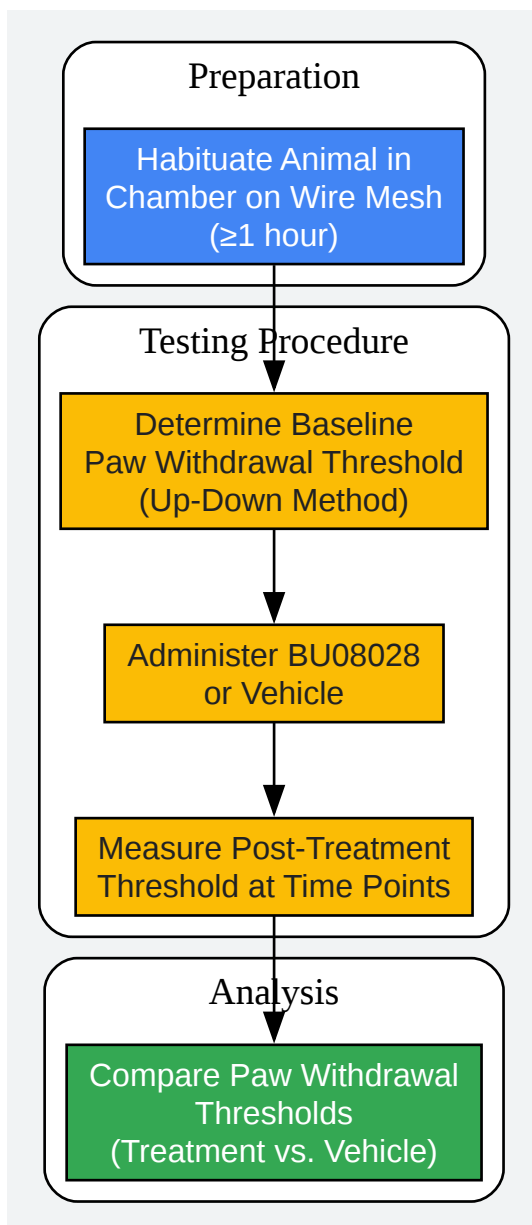 Preparation
Habituate Animal in
Chamber on Wire Mesh
(≥1 hour)
Testing Procedure
Determine Baseline
Paw Withdrawal Threshold
(Up-Down Method)
Administer BU08028
or Vehicle
Measure Post-Treatment
Threshold at Time Points
Analysis
Compare Paw Withdrawal
Thresholds
(Treatment vs. Vehicle)